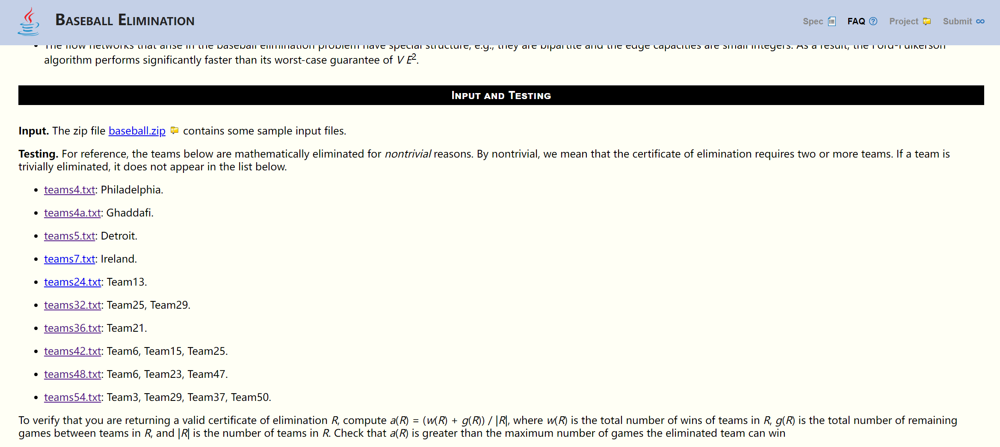 BASEBALL ELIMINATION
Spec FAQ Project Submit
The flow networks that arise in the baseball elimination problem have special structure, e.g., they are bipartite and the edge capacities are small integers. As a result, the Ford-Fulkerson
algorithm performs significantly faster than its worst-case guarantee of V E².
INPUT AND TESTING
Input. The zip file baseball.zip contains some sample input files.
Testing. For reference, the teams below are mathematically eliminated for nontrivial reasons. By nontrivial, we mean that the certificate of elimination requires two or more teams. If a team is
trivially eliminated, it does not appear in the list below.
• teams4.txt: Philadelphia.
• teams4a.txt: Ghaddafi.
• teams5.txt: Detroit.
• teams7.txt: Ireland.
• teams24.txt: Team13.
• teams32.txt: Team25, Team29.
• teams36.txt: Team21.
• teams42.txt: Team6, Team15, Team25.
• teams48.txt: Team6, Team23, Team47.
• teams54.txt: Team3, Team29, Team37, Team50.
To verify that you are returning a valid certificate of elimination R, compute a(R) = (w(R) + g(R)) / |R|, where w(R) is the total number of wins of teams in R, g(R) is the total number of remaining
games between teams in R, and |R| is the number of teams in R. Check that a(R) is greater than the maximum number of games the eliminated team can win